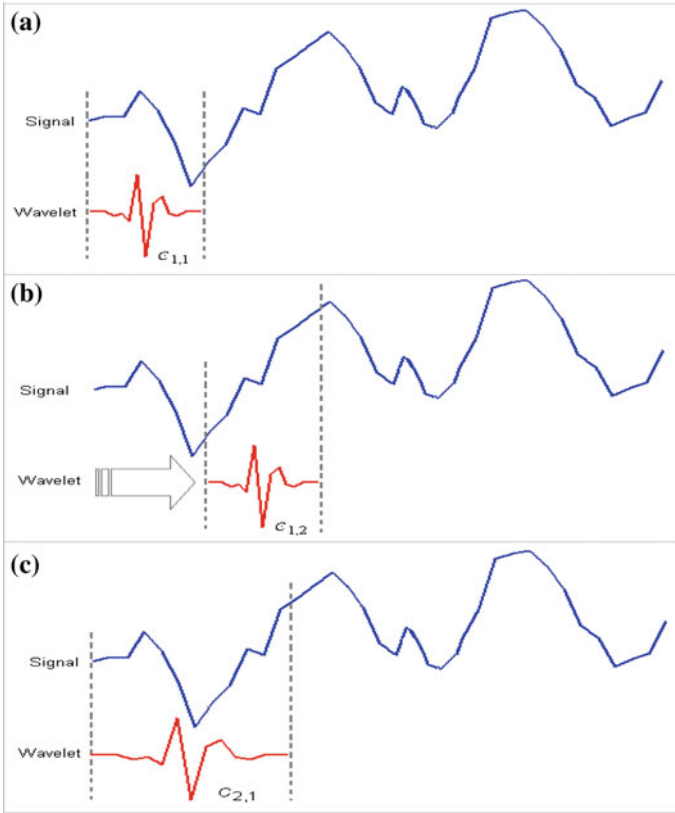 (a)
Signal
Wavelet
c1,1
(b)
Signal
Wavelet
c1,2
(c)
Signal
Wavelet
c2,1